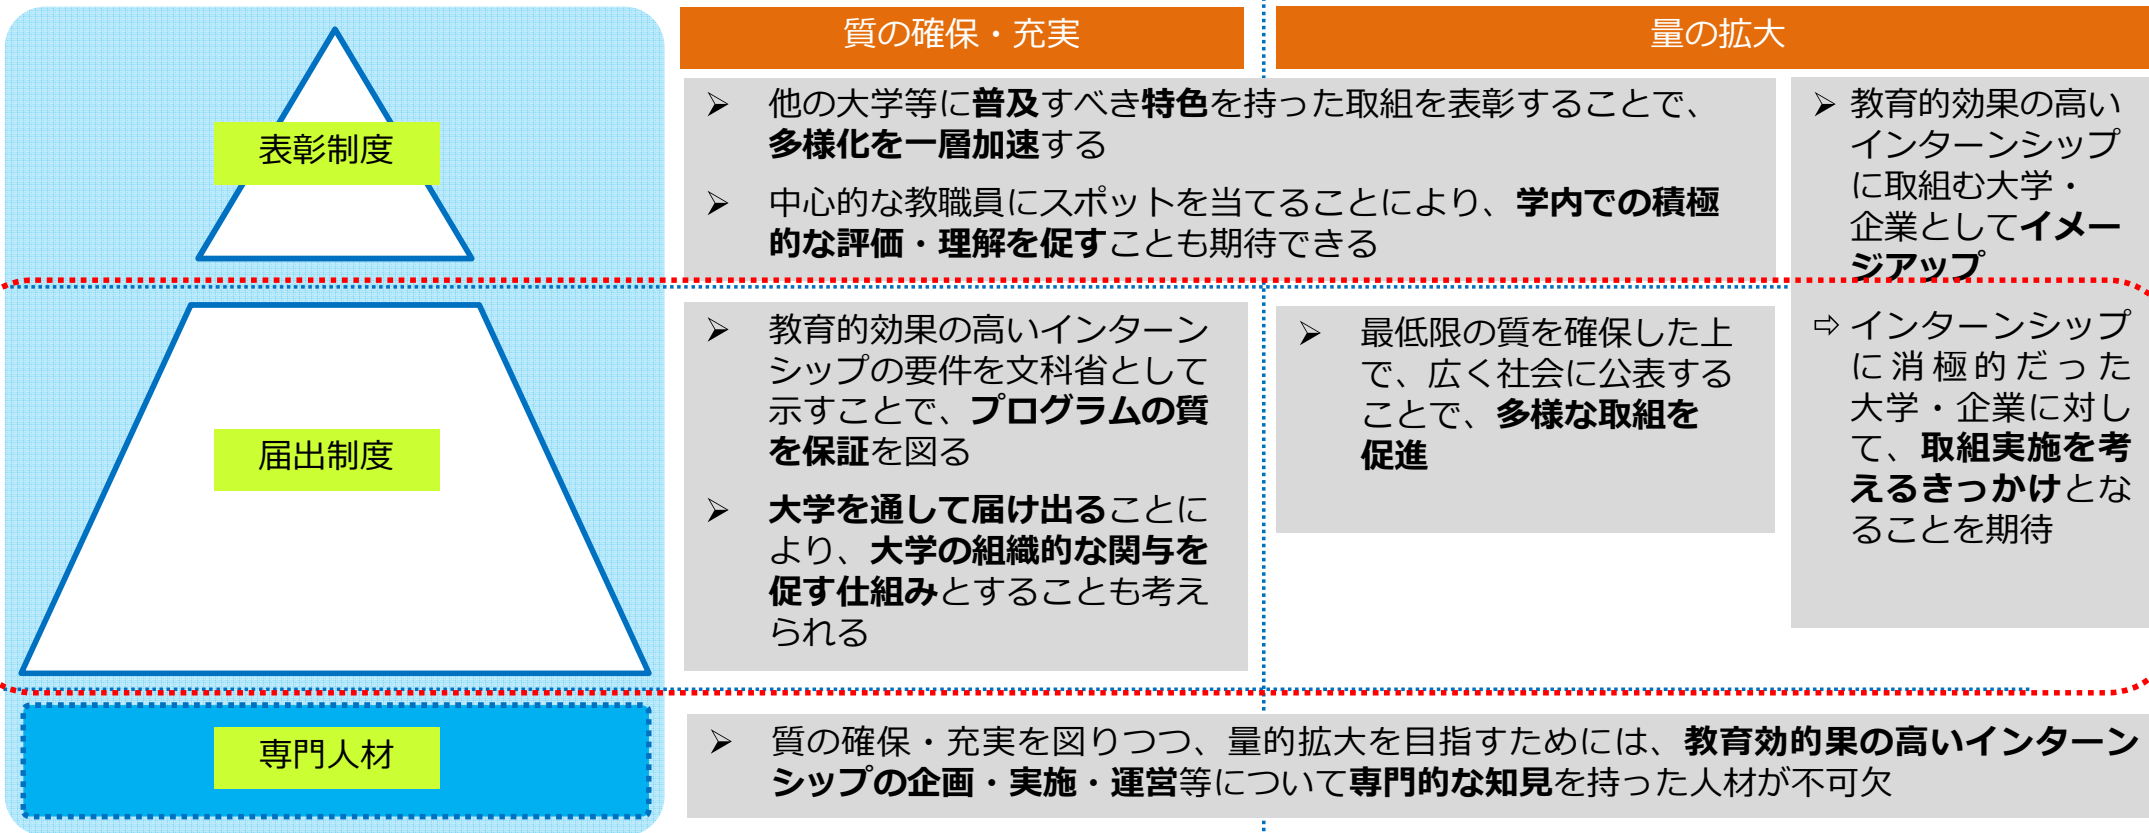 質の確保・充実
量の拡大
表彰制度
➢ 他の大学等に普及すべき特色を持った取組を表彰することで、
多様化を一層加速する
➢ 中心的な教職員にスポットを当てることにより、学内での積極
的な評価・理解を促すことも期待できる
➢ 教育的効果の高い
インターンシップ
に取組む大学・
企業としてイメー
ジアップ
⇨ インターンシップ
に消極的だった
大学・企業に対し
て、取組実施を考
えるきっかけとな
ることを期待
届出制度
➢ 教育的効果の高いインターン
シップの要件を文科省として
示すことで、プログラムの質
を保証を図る
➢ 大学を通して届け出ることに
より、大学の組織的な関与を
促す仕組みとすることも考え
られる
➢ 最低限の質を確保した上
で、広く社会に公表する
ことで、多様な取組を
促進
専門人材
➢ 質の確保・充実を図りつつ、量的拡大を目指すためには、教育効的果の高いインターン
シップの企画・実施・運営等について専門的な知見を持った人材が不可欠